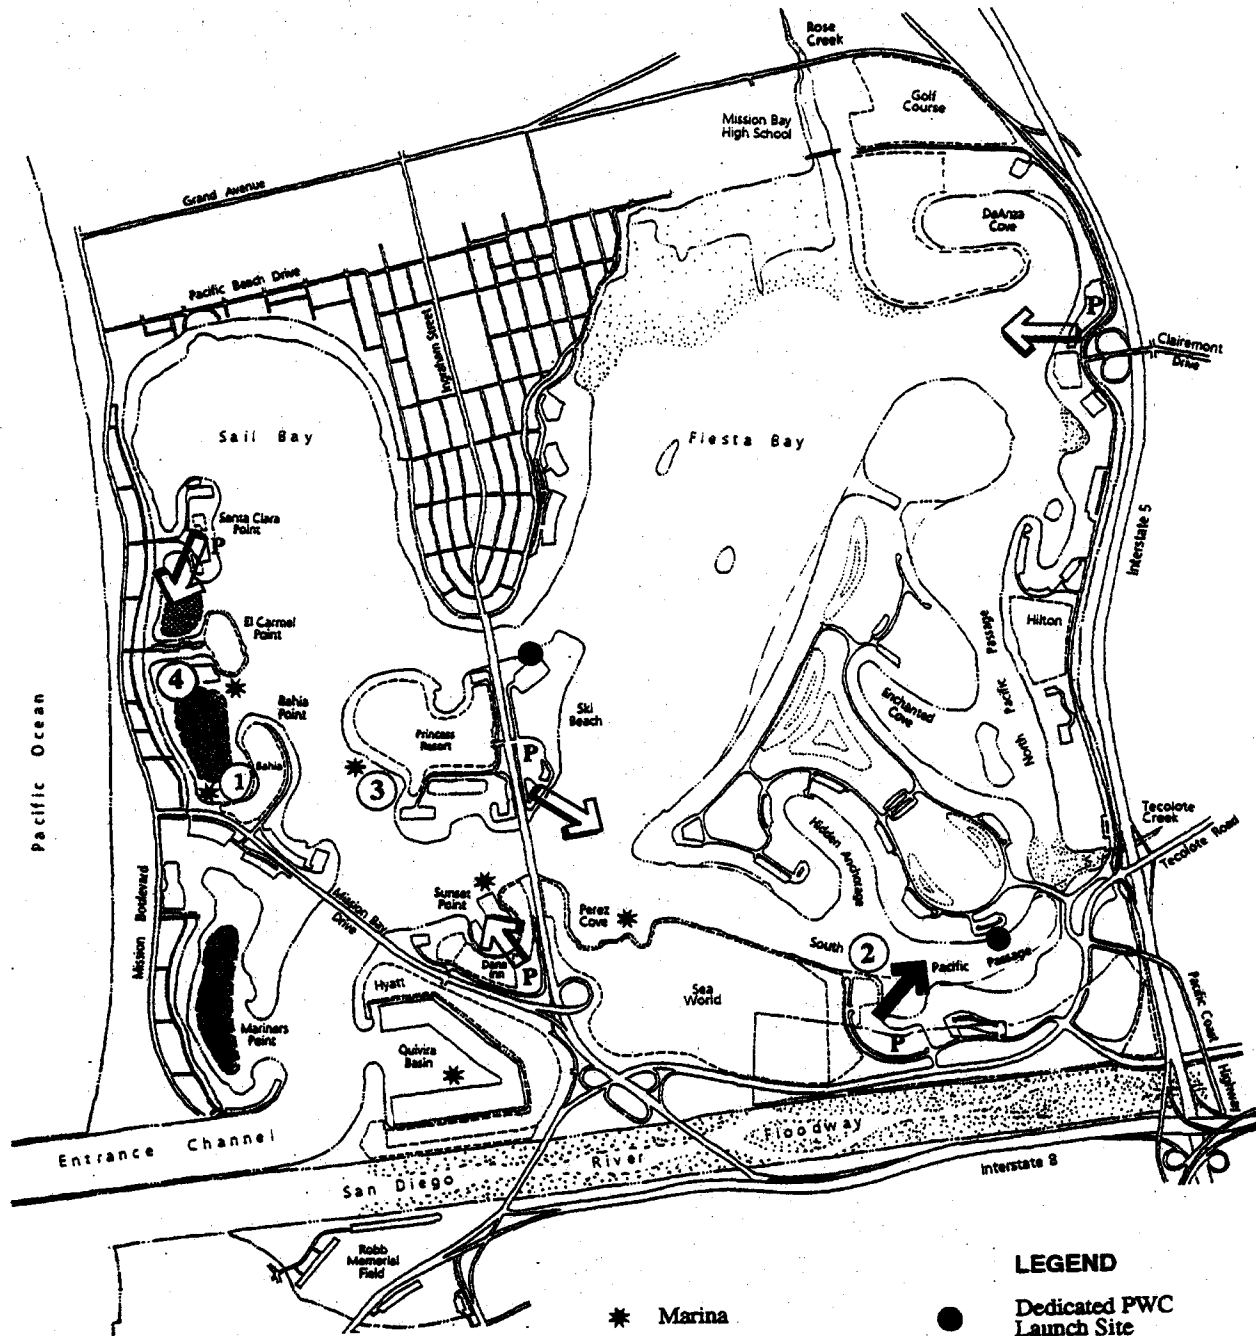 Rose
Creek
Golf
Course
Mission Bay
High School
Grand Avenue
DeAnza
Cove
Pacific Beach Drive
P
Ingraham Street
Clairemont
Drive
Sail Bay
Fiesta Bay
Santa Clara
Point
P
Interstate 5
El Carmel
Point
Hilton
North Pacific Passage
4
Bahia
Point
Enchanted
Cove
Pacific Ocean
Ski
Beach
Princess
Resort
P
Bahia
1
3
Tecolote
Creek
Tecolote Road
Hidden Anchorage
Mission Boulevard
Mission Bay
Drive
Sunset
Point
Perez
Cove
South
2
Pacific
Passage
Dana
Inn
P
Hyatt
Sea
World
Pacific Coast
Highway
Mariners
Point
Quivira
Basin
P
Entrance Channel
San Diego River Floodway
Interstate 8
Robb
Memorial
Field
LEGEND
Marina
Dedicated PWC
Launch Site